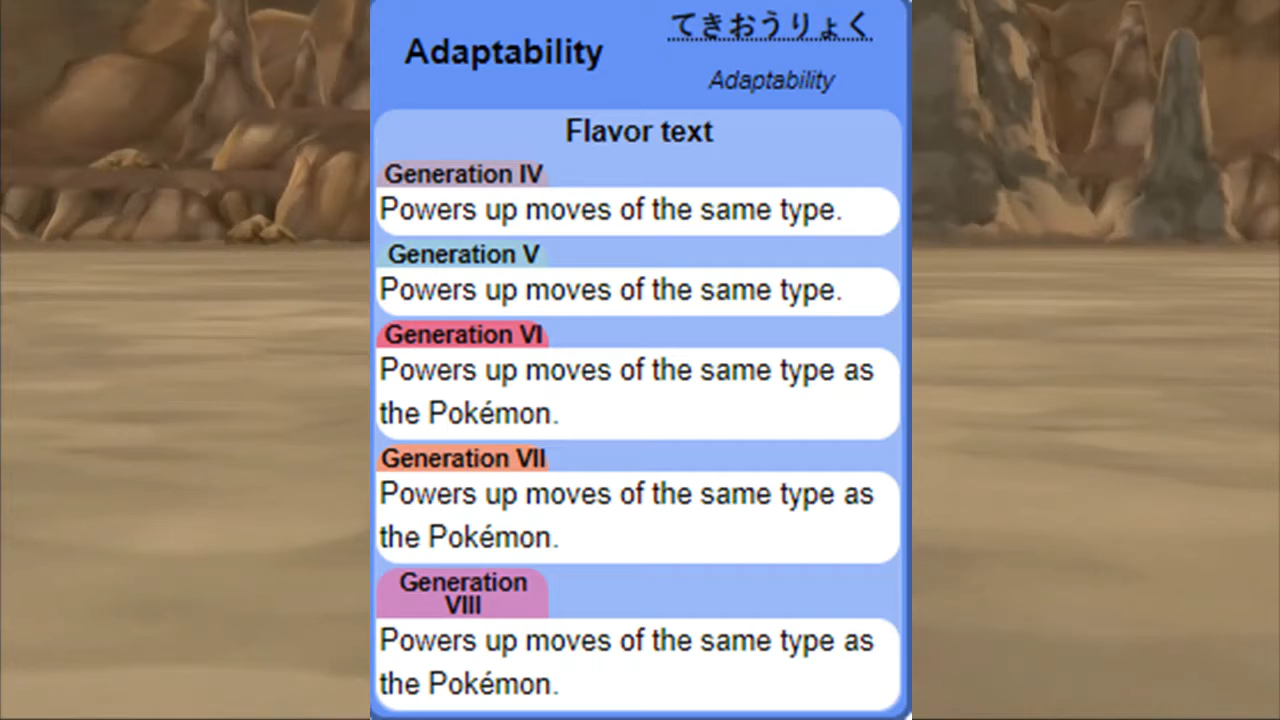 Adaptability
てきおうりょく
Adaptability
Flavor text
Generation IV
Powers up moves of the same type.
Generation V
Powers up moves of the same type.
Generation VI
Powers up moves of the same type as
the Pokémon.
Generation VII
Powers up moves of the same type as
the Pokémon.
Generation
VIII
Powers up moves of the same type as
the Pokémon.